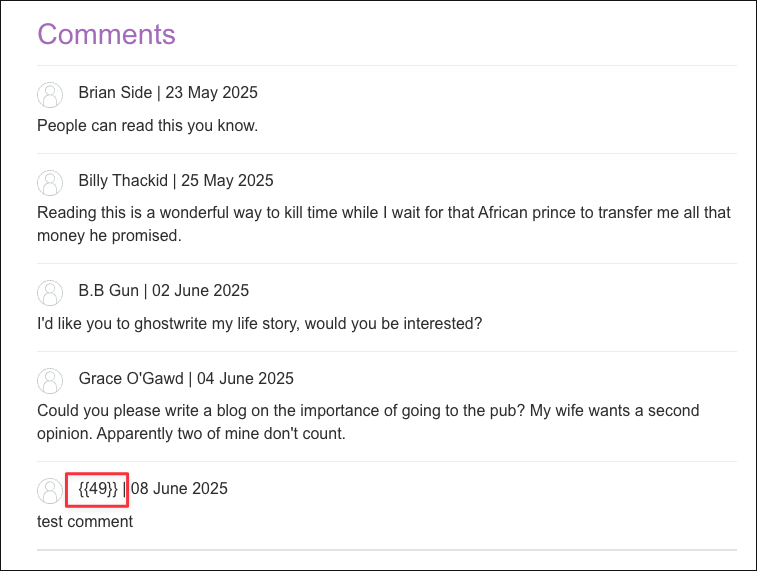 Comments
Brian Side | 23 May 2025
People can read this you know.
Billy Thackid | 25 May 2025
Reading this is a wonderful way to kill time while I wait for that African prince to transfer me all that
money he promised.
B.B Gun | 02 June 2025
I'd like you to ghostwrite my life story, would you be interested?
Grace O'Gawd | 04 June 2025
Could you please write a blog on the importance of going to the pub? My wife wants a second
opinion. Apparently two of mine don't count.
{{49}} | 08 June 2025
test comment